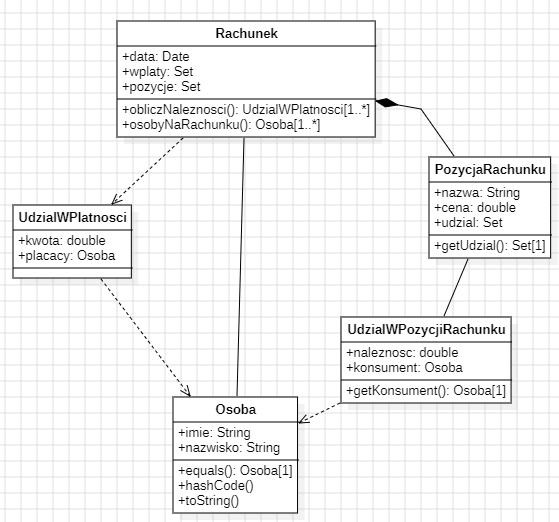 Rachunek
+data: Date
+wplaty: Set
+pozycje: Set
+obliczNaleznosci(): UdzialWPlatnosci[1..*]
+osobyNaRachunku(): Osoba[1..*]
PozycjaRachunku
+nazwa: String
+cena: double
+udzial: Set
+getUdzial(): Set[1]
UdzialWPlatnosci
+kwota: double
+placacy: Osoba
UdzialWPozycjiRachunku
+naleznosc: double
+konsument: Osoba
+getKonsument(): Osoba[1]
Osoba
+imie: String
+nazwisko: String
+equals(): Osoba[1]
+hashCode()
+toString()